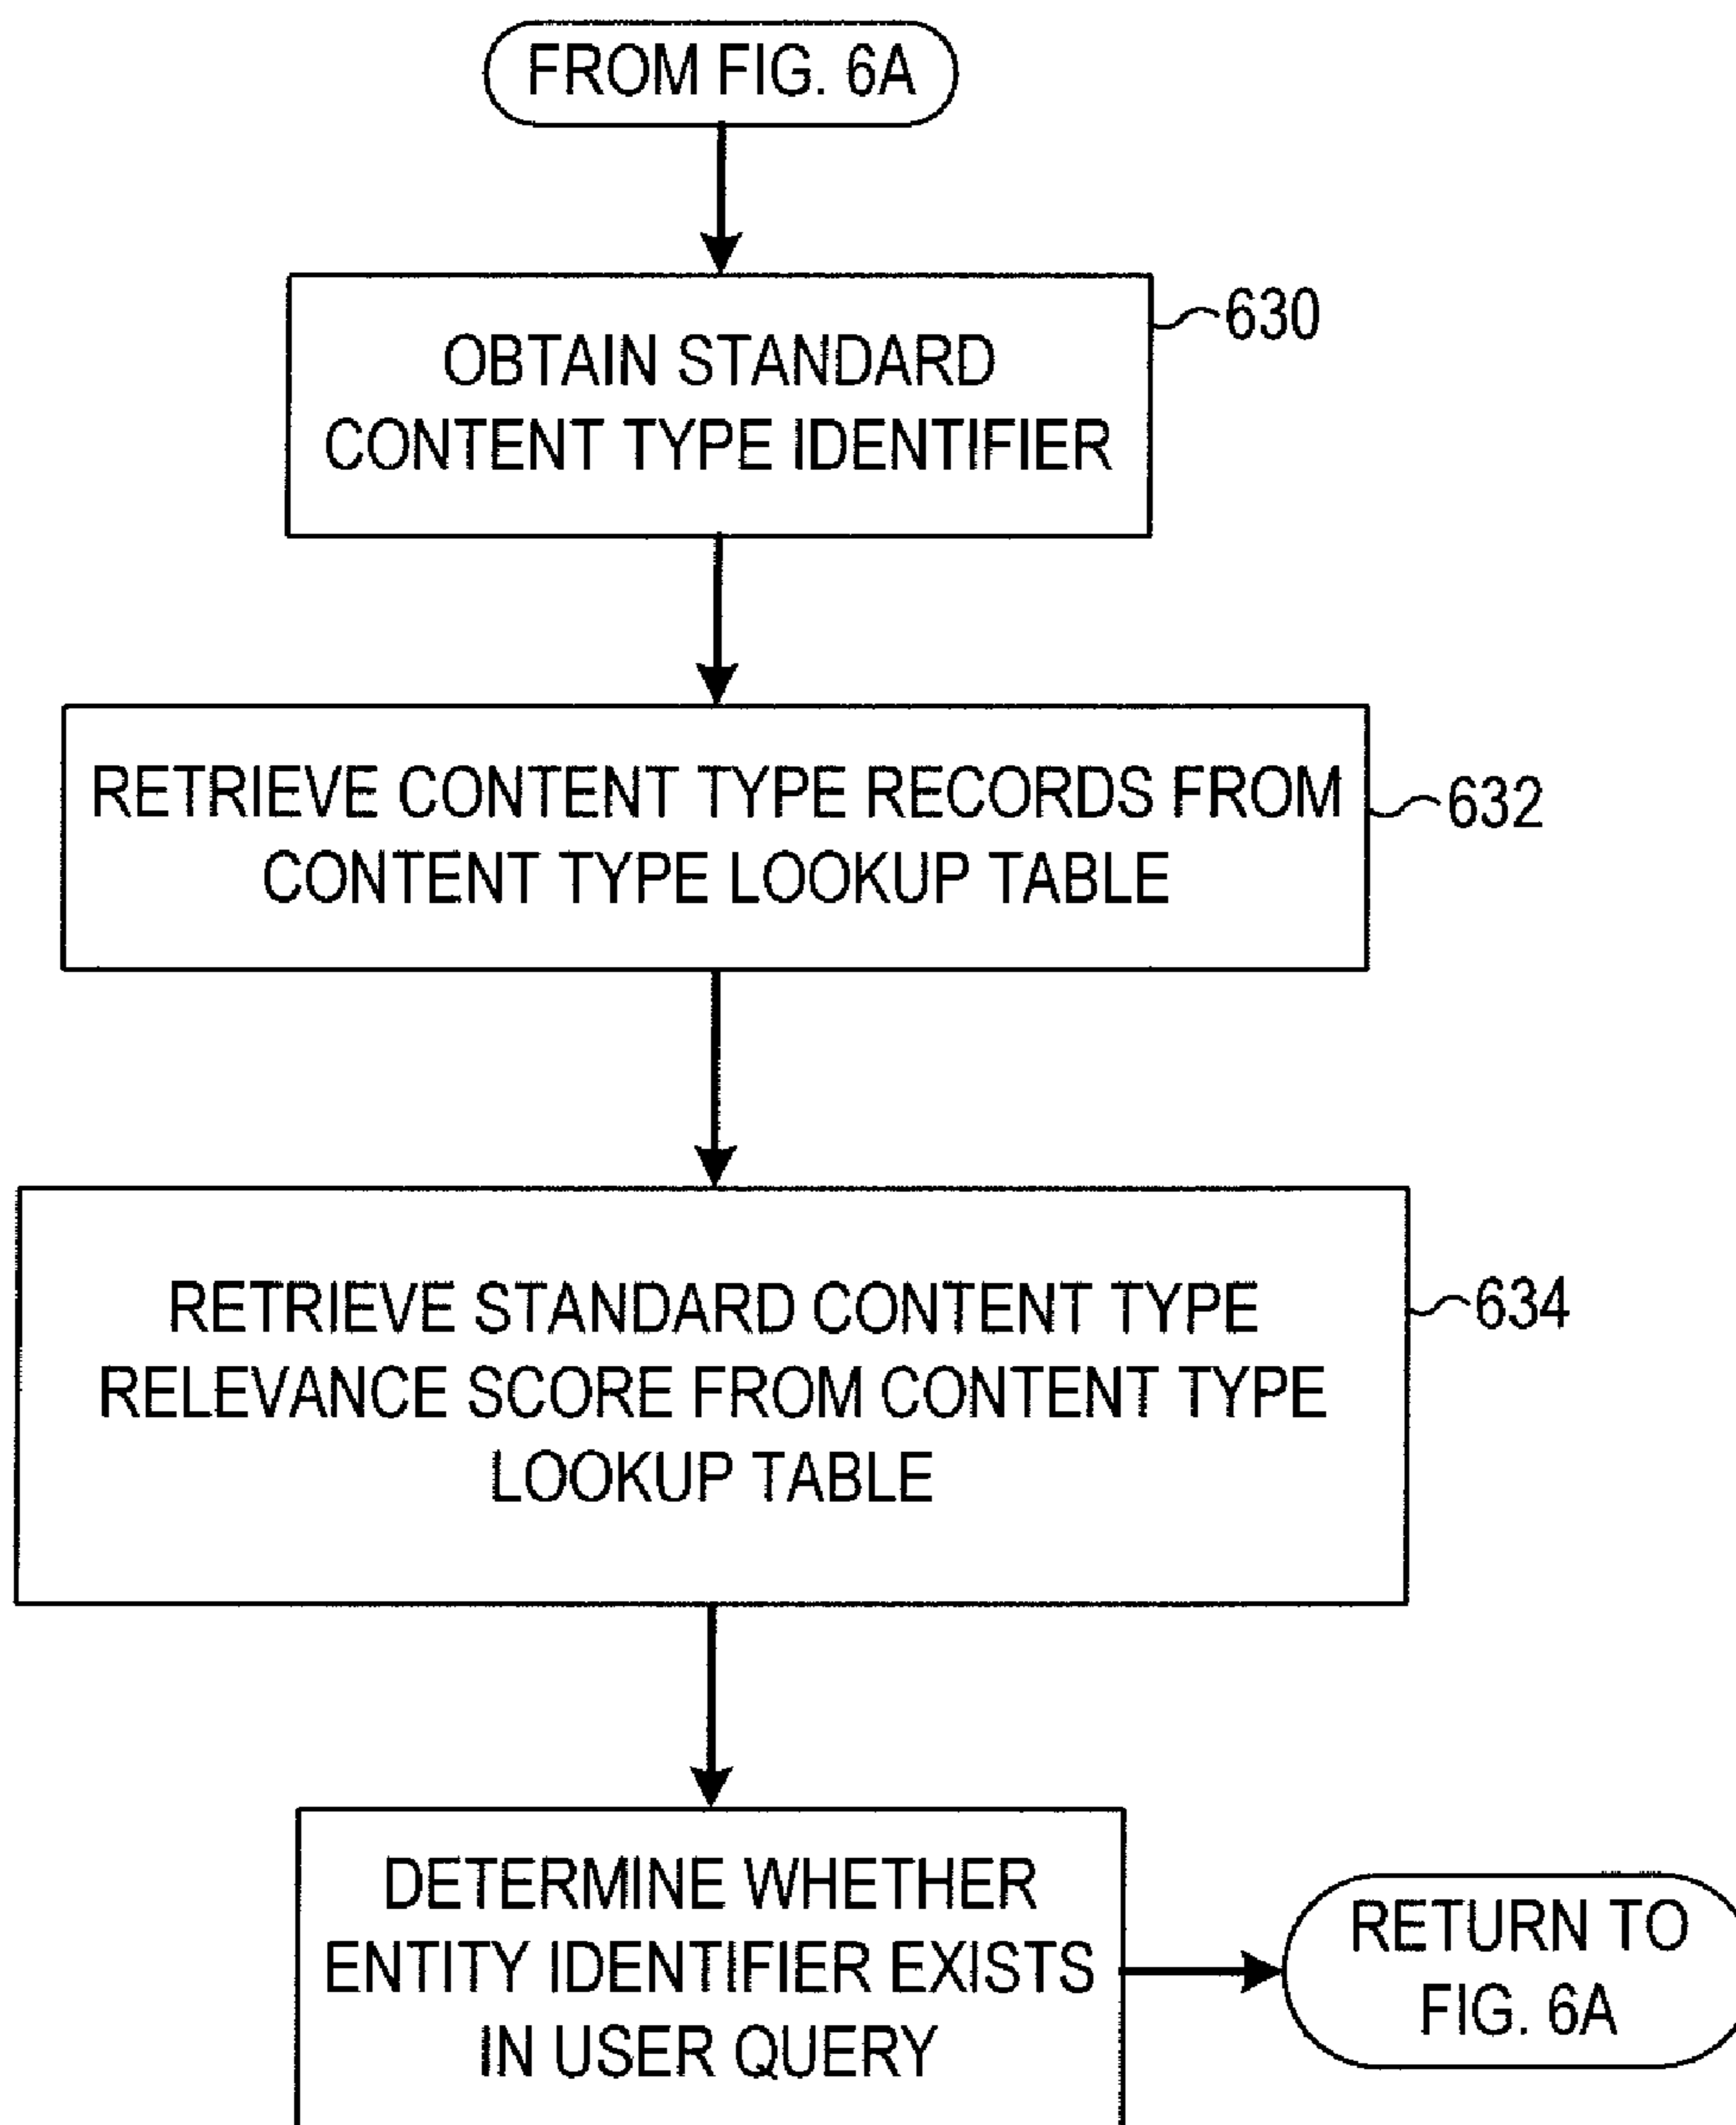 FROM FIG. 6A
OBTAIN STANDARD
CONTENT TYPE IDENTIFIER
630
RETRIEVE CONTENT TYPE RECORDS FROM
CONTENT TYPE LOOKUP TABLE
632
RETRIEVE STANDARD CONTENT TYPE
RELEVANCE SCORE FROM CONTENT TYPE
LOOKUP TABLE
634
DETERMINE WHETHER
ENTITY IDENTIFIER EXISTS
IN USER QUERY
RETURN TO
FIG. 6A